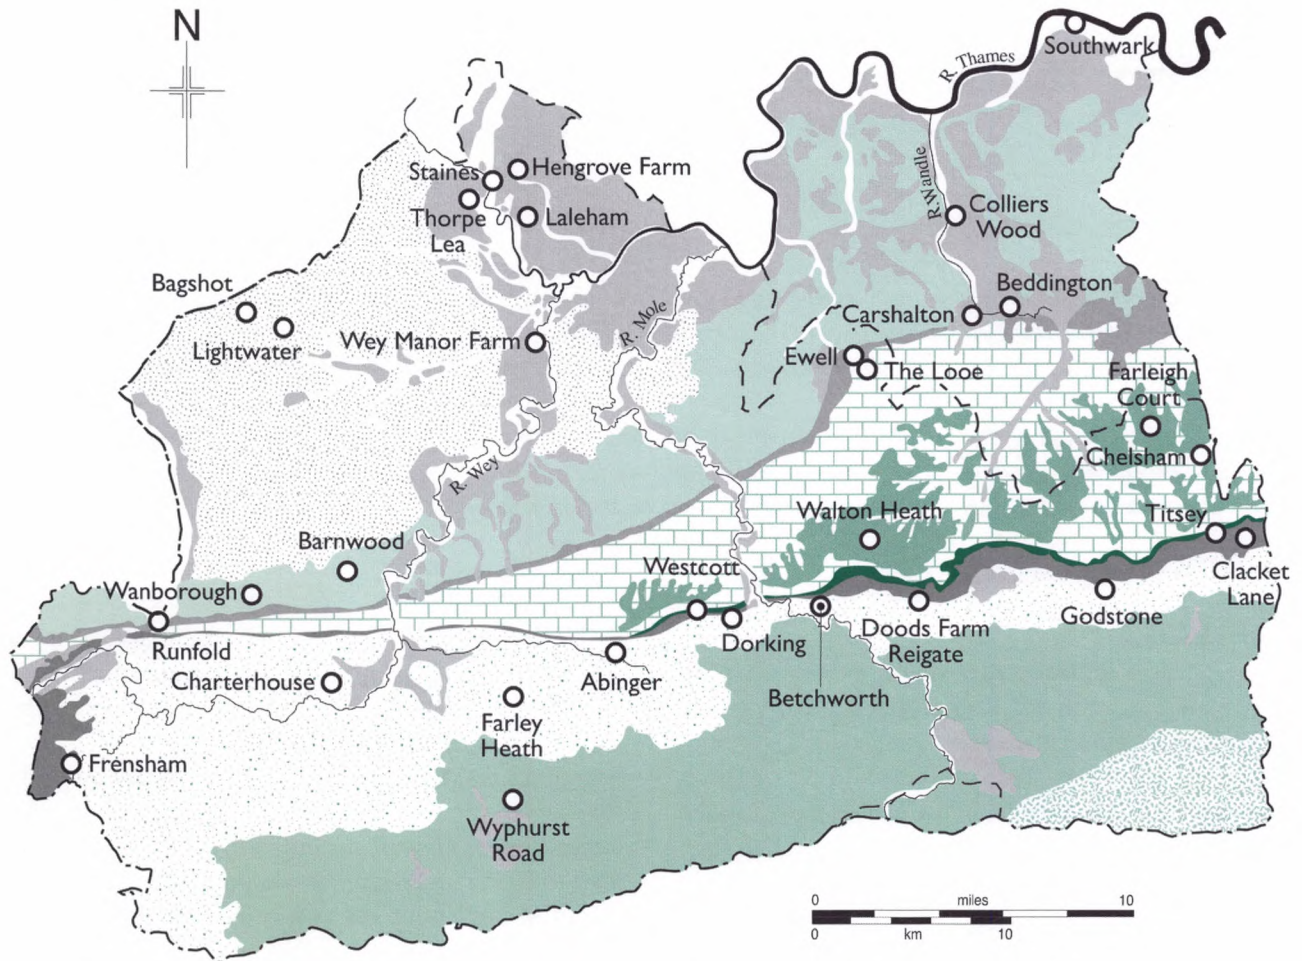 N
Southwark
R. Thames
Staines
Hengrove Farm
Thorpe
Lea
Laleham
R. Wandle
Colliers
Wood
Bagshot
Lightwater
Wey Manor Farm
R. Mole
Beddington
Carshalton
Ewell
The Looe
Farleigh
Court
Chelsham
R. Wey
Walton Heath
Titsey
Barnwood
Westcott
Wanborough
Clacket
Lane
Godstone
Runfold
Dorking
Doods Farm
Reigate
Charterhouse
Abinger
Betchworth
Farley
Heath
Frensham
Wyphurst
Road
0 miles 10
0 km 10